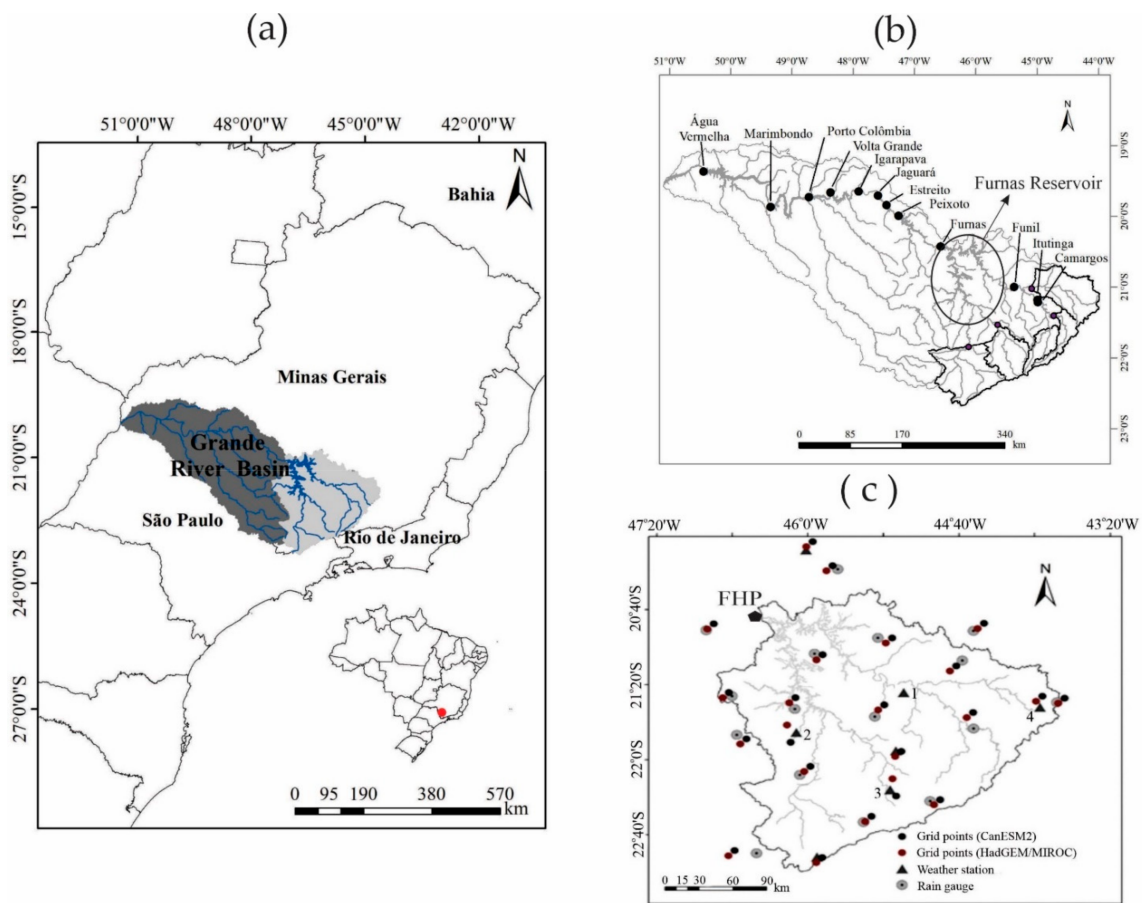 (a)
51°0'0"W 48°0'0"W 45°0'0"W 42°0'0"W
N
Bahia
15°0'0"S
18°0'0"S
Minas Gerais
Grande
River Basin
21°0'0"S
São Paulo
Rio de Janeiro
24°0'0"S
27°0'0"S
0 95 190 380 570
km
(b)
51°0'W 50°0'W 49°0'W 48°0'W 47°0'W 46°0'W 45°0'W 44°0'W
N
19°0'S
Água
Vermelha
Marimbondo
Porto Colômbia
Volta Grande
Igarapava
Jaguará
Estreito
Peixoto
Furnas Reservoir
20°0'S
Furnas
Funil
Itutinga
Camargos
21°0'S
22°0'S
23°0'S
0 85 170 340
km
(c)
47°20'W 46°0'W 44°40'W 43°20'W
N
20°40'S
FHP
21°20'S
1
2
4
22°0'S
3
22°40'S
Grid points (CanESM2)
Grid points (HadGEM/MIROC)
Weather station
Rain gauge
0 15 30 60 90
km